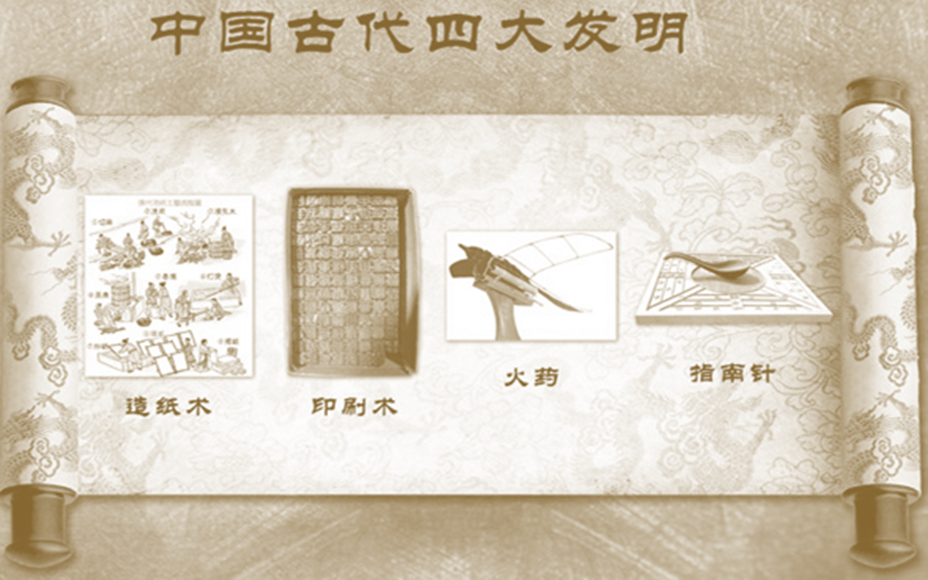 中国古代四大发明
造纸术
印刷术
火药
指南针